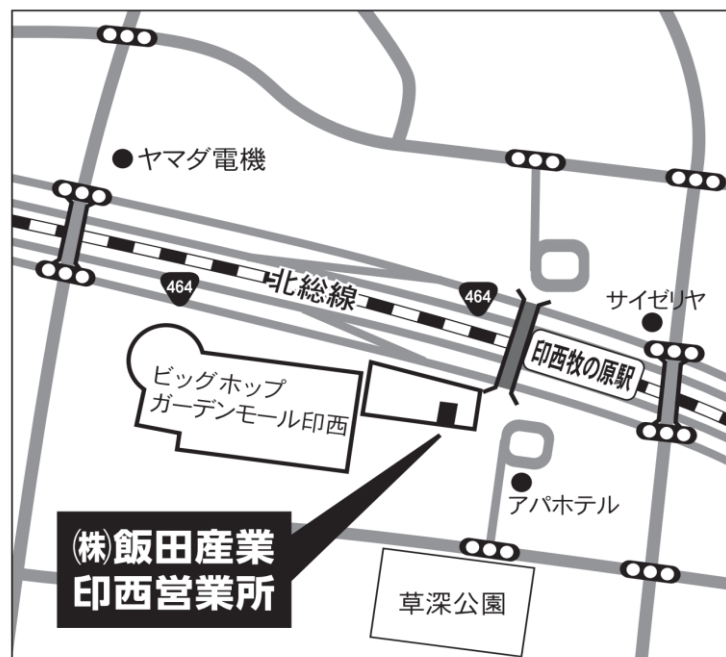 ヤマダ電機
464
北総線
464
サイゼリヤ
印西牧の原駅
ビッグホップ
ガーデンモール印西
アパホテル
㈱飯田産業
印西営業所
草深公園